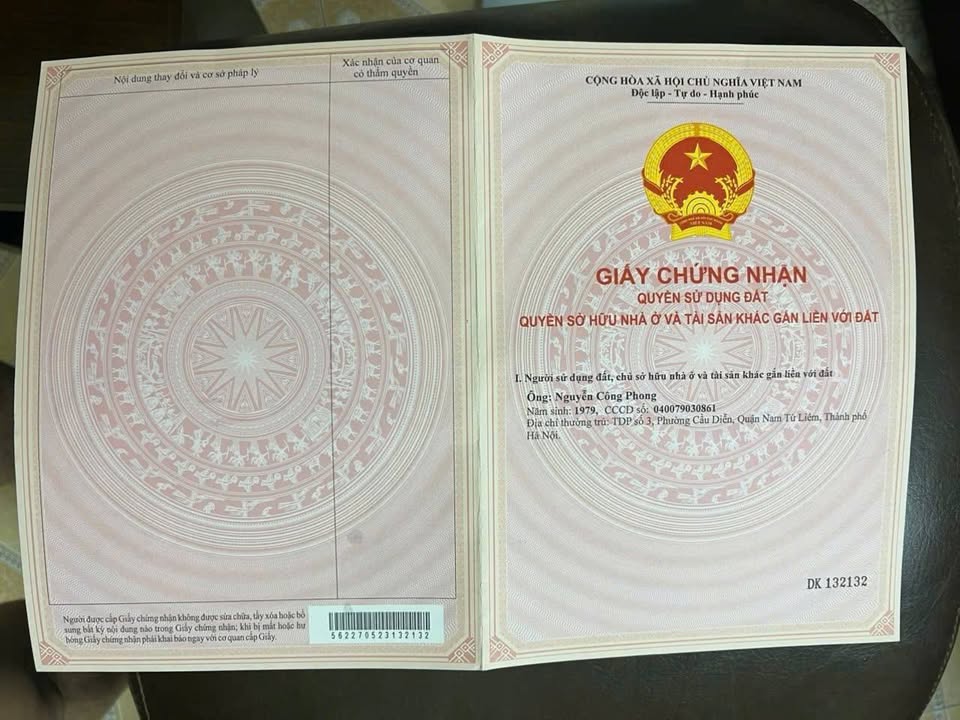 Nội dung thay đổi và cơ sở pháp lý
Xác nhận của cơ quan
có thẩm quyền
Người được cấp Giấy chứng nhận không được sửa chữa, tẩy xóa hoặc bổ
sung bất kỳ nội dung nào trong Giấy chứng nhận; khi bị mất hoặc hư
hỏng Giấy chứng nhận phải khai báo ngay với cơ quan cấp Giấy.
562270523132132
CỘNG HÒA XÃ HỘI CHỦ NGHĨA VIỆT NAM
Độc lập - Tự do - Hạnh phúc
GIẤY CHỨNG NHẬN
QUYỀN SỬ DỤNG ĐẤT
QUYỀN SỞ HỮU NHÀ Ở VÀ TÀI SẢN KHÁC GẮN LIỀN VỚI ĐẤT
I. Người sử dụng đất, chủ sở hữu nhà ở và tài sản khác gắn liền với đất
Ông: Nguyễn Công Phong
Năm sinh: 1979, CCCD số: 040079030861
Địa chỉ thường trú: TDP số 3, Phường Cầu Diễn, Quận Nam Từ Liêm, Thành phố
Hà Nội.
DK 132132